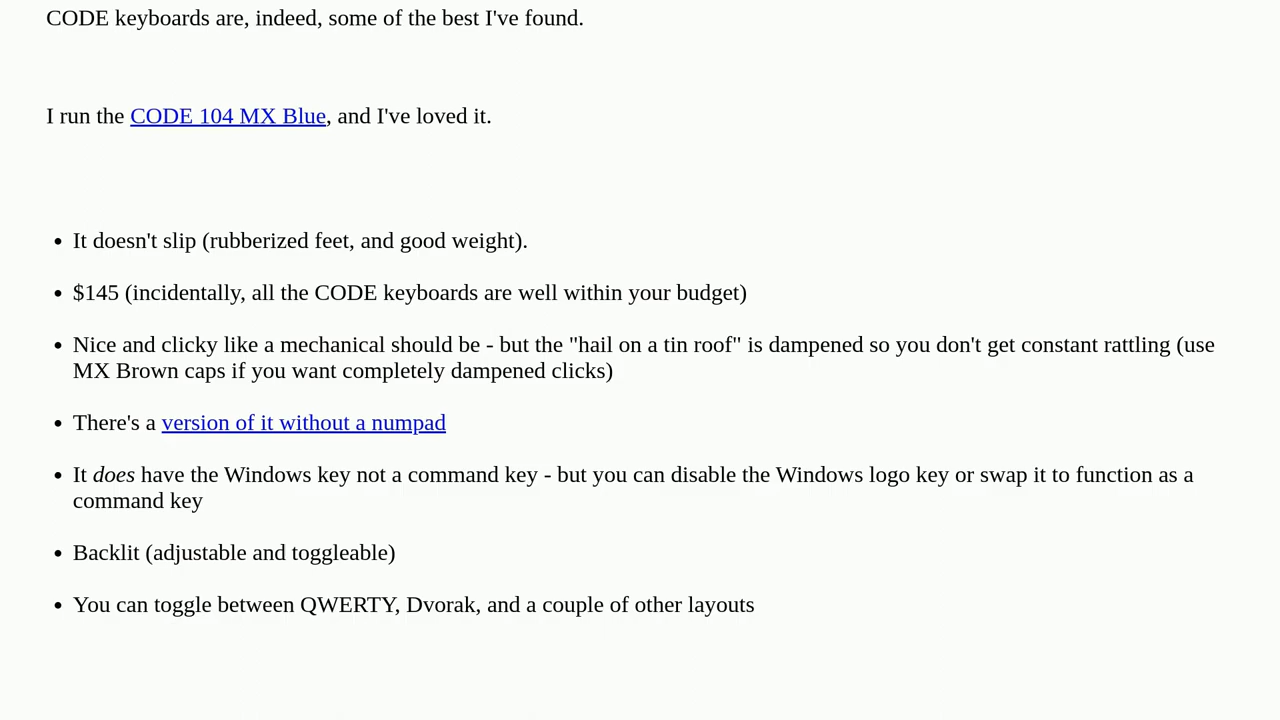 CODE keyboards are, indeed, some of the best I've found.
I run the CODE 104 MX Blue, and I've loved it.
• It doesn't slip (rubberized feet, and good weight).
• $145 (incidentally, all the CODE keyboards are well within your budget)
• Nice and clicky like a mechanical should be - but the "hail on a tin roof" is dampened so you don't get constant rattling (use
MX Brown caps if you want completely dampened clicks)
• There's a version of it without a numpad
• It does have the Windows key not a command key - but you can disable the Windows logo key or swap it to function as a
command key
• Backlit (adjustable and toggleable)
• You can toggle between QWERTY, Dvorak, and a couple of other layouts